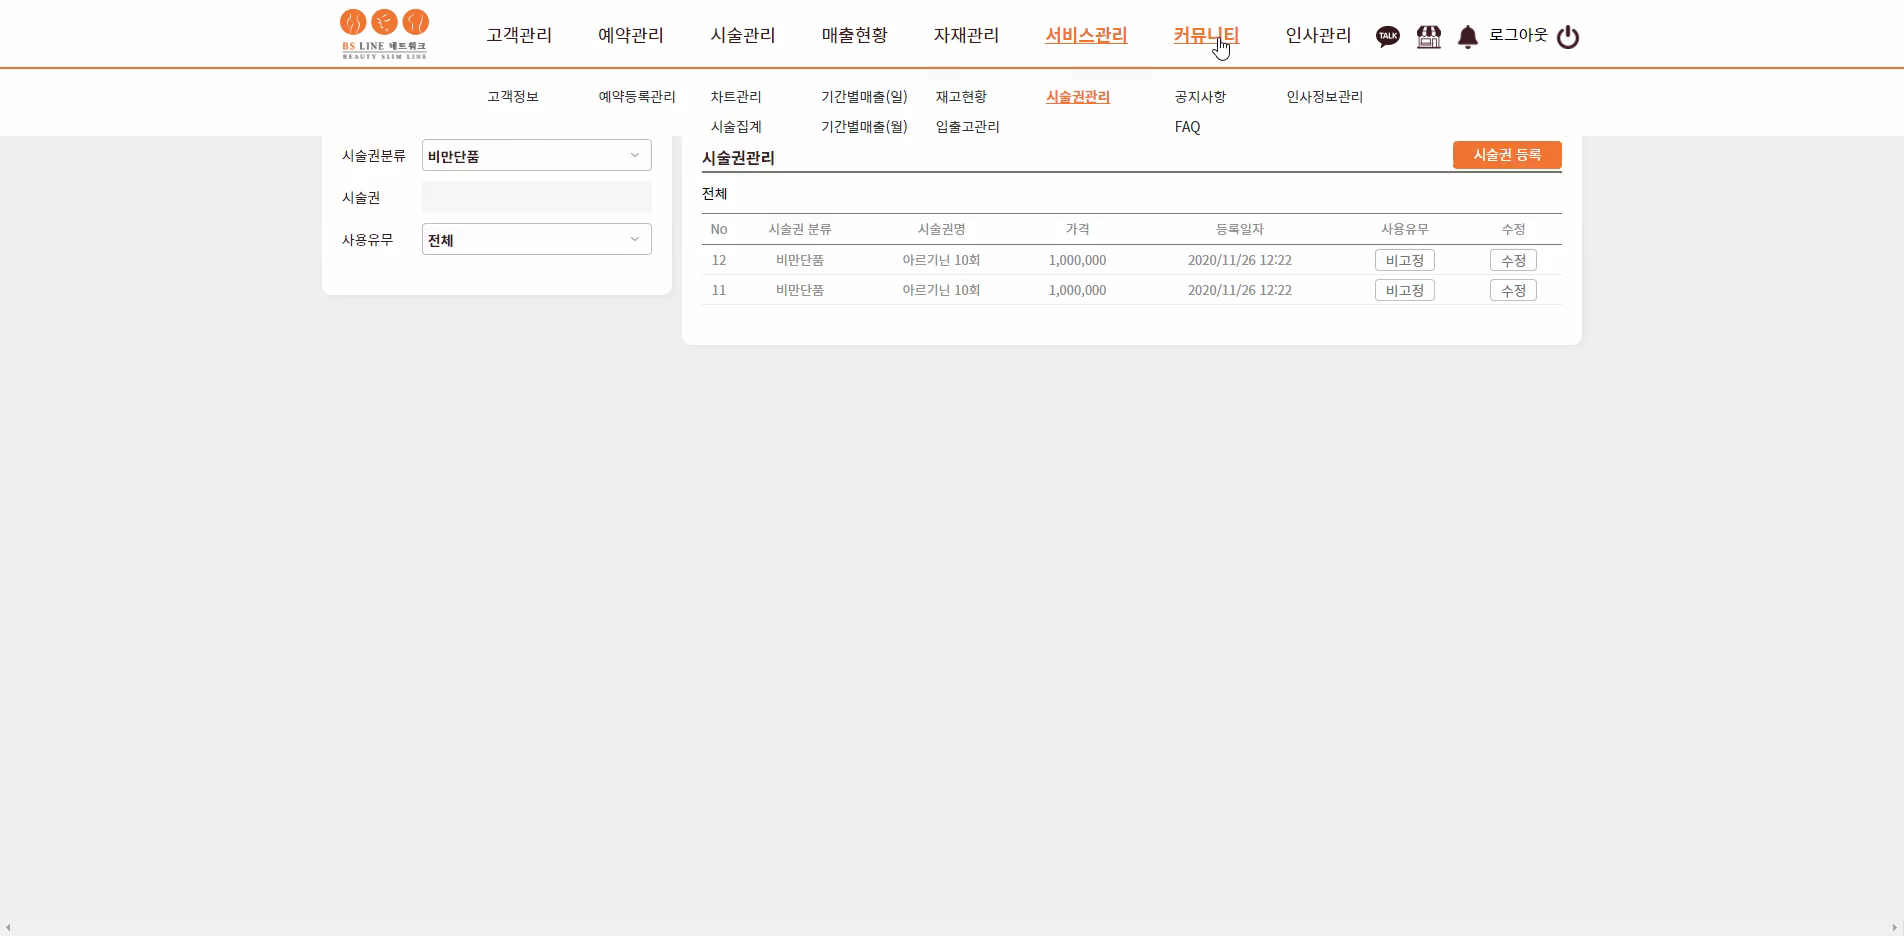 BS LINE 네트워크
BEAUTY SLIM LINE
고객관리 예약관리 시술관리 매출현황 자재관리 서비스관리 커뮤니티 인사관리 TALK 로그아웃
고객정보 예약등록관리 차트관리 기간별매출(일) 재고현황 시술권관리 공지사항 인사정보관리
시술집계 기간별매출(월) 입출고관리 FAQ
시술권분류 비만단품
시술권
사용유무 전체
시술권관리 시술권 등록
전체
No 시술권 분류 시술권명 가격 등록일자 사용유무 수정
12 비만단품 아르기닌 10회 1,000,000 2020/11/26 12:22 비고정 수정
11 비만단품 아르기닌 10회 1,000,000 2020/11/26 12:22 비고정 수정